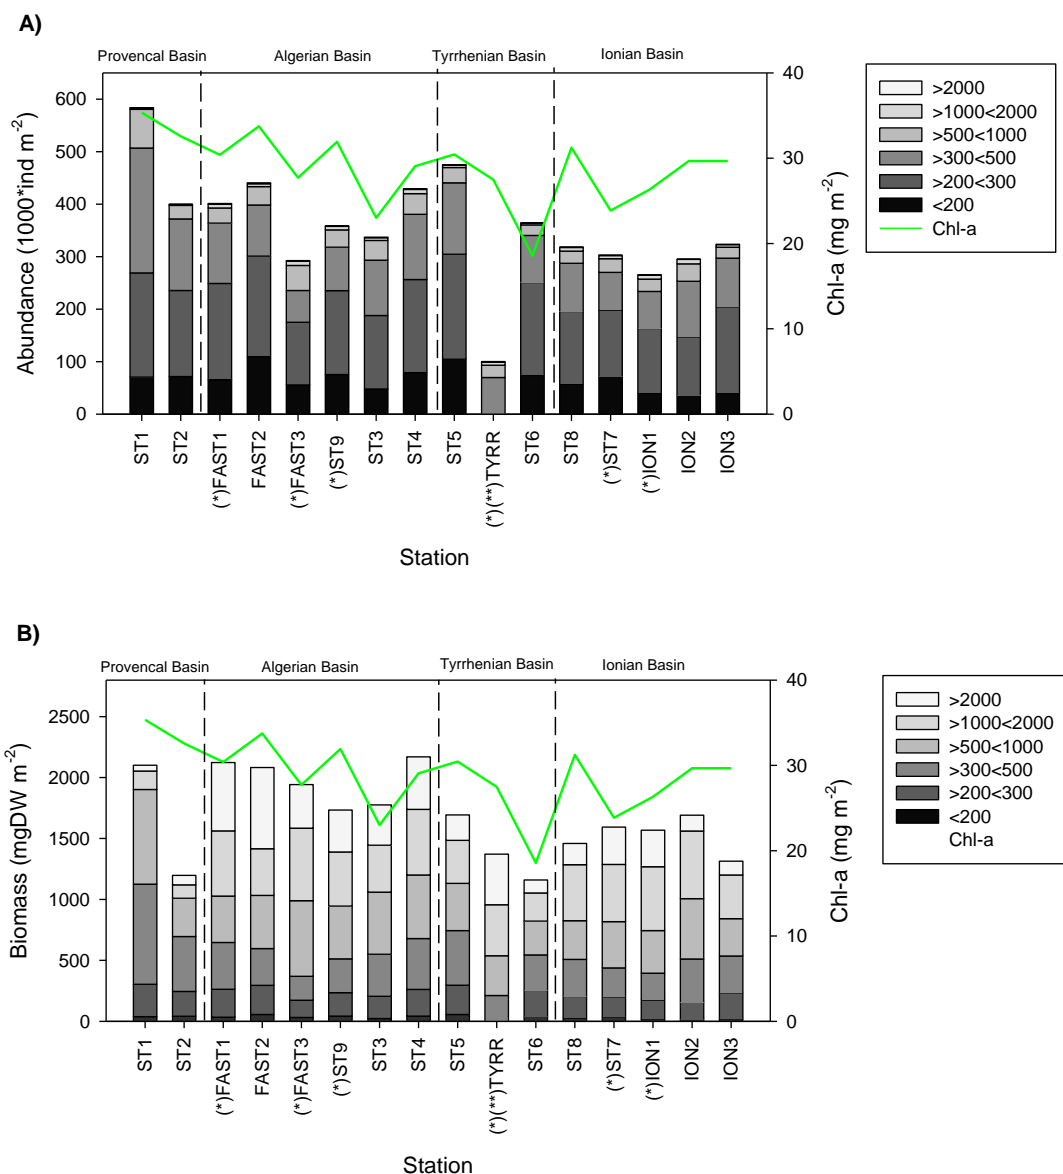 A)
Provencal Basin Algerian Basin Tyrrhenian Basin Ionian Basin
600
500
400
300
200
100
0
Abundance (1000*ind m-2)
40
30
20
10
0
Chl-a (mg m-2)
>2000
>1000<2000
>500<1000
>300<500
>200<300
<200
Chl-a
ST1
ST2
(*)FAST1
FAST2
(*)FAST3
(*)ST9
ST3
ST4
ST5
(*)(**)TYRR
ST6
ST8
(*)ST7
(*)ION1
ION2
ION3
Station
B)
Provencal Basin Algerian Basin Tyrrhenian Basin Ionian Basin
2500
2000
1500
1000
500
0
Biomass (mgDW m-2)
40
30
20
10
0
Chl-a (mg m-2)
>2000
>1000<2000
>500<1000
>300<500
>200<300
<200
Chl-a
ST1
ST2
(*)FAST1
FAST2
(*)FAST3
(*)ST9
ST3
ST4
ST5
(*)(**)TYRR
ST6
ST8
(*)ST7
(*)ION1
ION2
ION3
Station